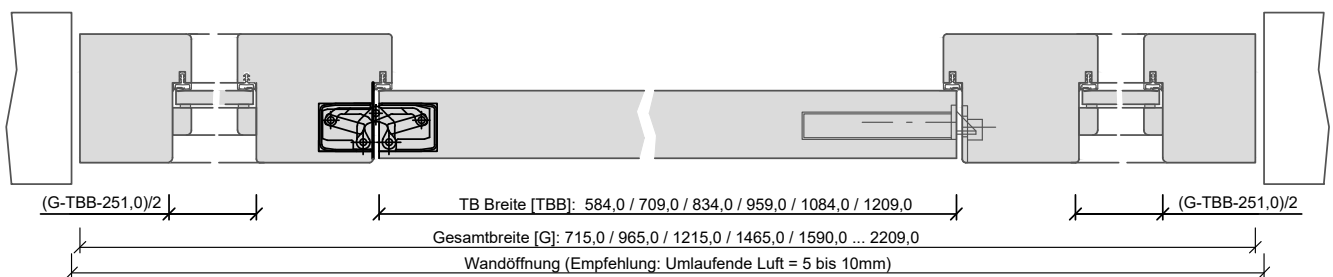 (G-TBB-251,0)/2
TB Breite [TBB]: 584,0 / 709,0 / 834,0 / 959,0 / 1084,0 / 1209,0
(G-TBB-251,0)/2
Gesamtbreite [G]: 715,0 / 965,0 / 1215,0 / 1465,0 / 1590,0 ... 2209,0
Wandöffnung (Empfehlung: Umlaufende Luft = 5 bis 10mm)